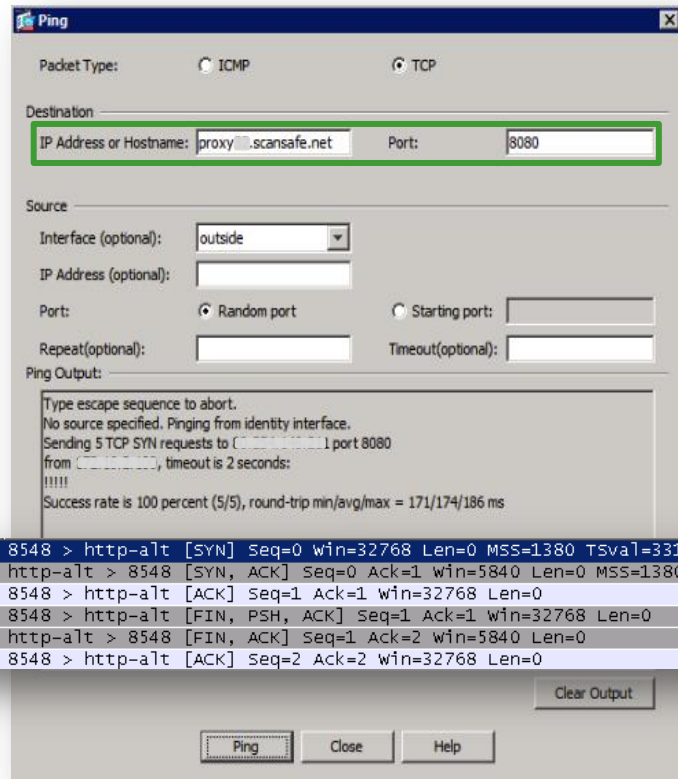 Ping
Packet Type: ICMP TCP
Destination
IP Address or Hostname: proxy .scansafe.net Port: 8080
Source
Interface (optional): outside
IP Address (optional):
Port: Random port Starting port:
Repeat(optional): Timeout(optional):
Ping Output:
Type escape sequence to abort.
No source specified. Pinging from identity interface.
Sending 5 TCP SYN requests to 1 port 8080
from , timeout is 2 seconds:
!!!!!
Success rate is 100 percent (5/5), round-trip min/avg/max = 171/174/186 ms
8548 > http-alt [SYN] Seq=0 Win=32768 Len=0 MSS=1380 TSval=331
http-alt > 8548 [SYN, ACK] Seq=0 Ack=1 Win=5840 Len=0 MSS=1380
8548 > http-alt [ACK] Seq=1 Ack=1 Win=32768 Len=0
8548 > http-alt [FIN, PSH, ACK] Seq=1 Ack=1 Win=32768 Len=0
http-alt > 8548 [FIN, ACK] Seq=1 Ack=2 Win=5840 Len=0
8548 > http-alt [ACK] Seq=2 Ack=2 Win=32768 Len=0
Clear Output
Ping Close Help